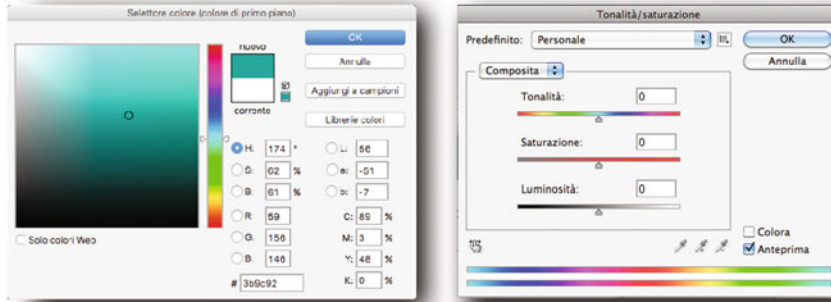 Selettore colore (colore di primo piano)
nuovo
corrente
OK
Annulla
Aggiungi a campioni
Librerie colori
H: 174 °
S: 62 %
B: 61 %
R: 59
G: 156
B: 146
L: 56
a: -51
b: -7
C: 89 %
M: 3 %
Y: 48 %
K: 0 %
# 3b9c92
Solo colori Web
Tonalità/saturazione
Predefinito: Personale
OK
Annulla
Composita
Tonalità: 0
Saturazione: 0
Luminosità: 0
Colora
Anteprima